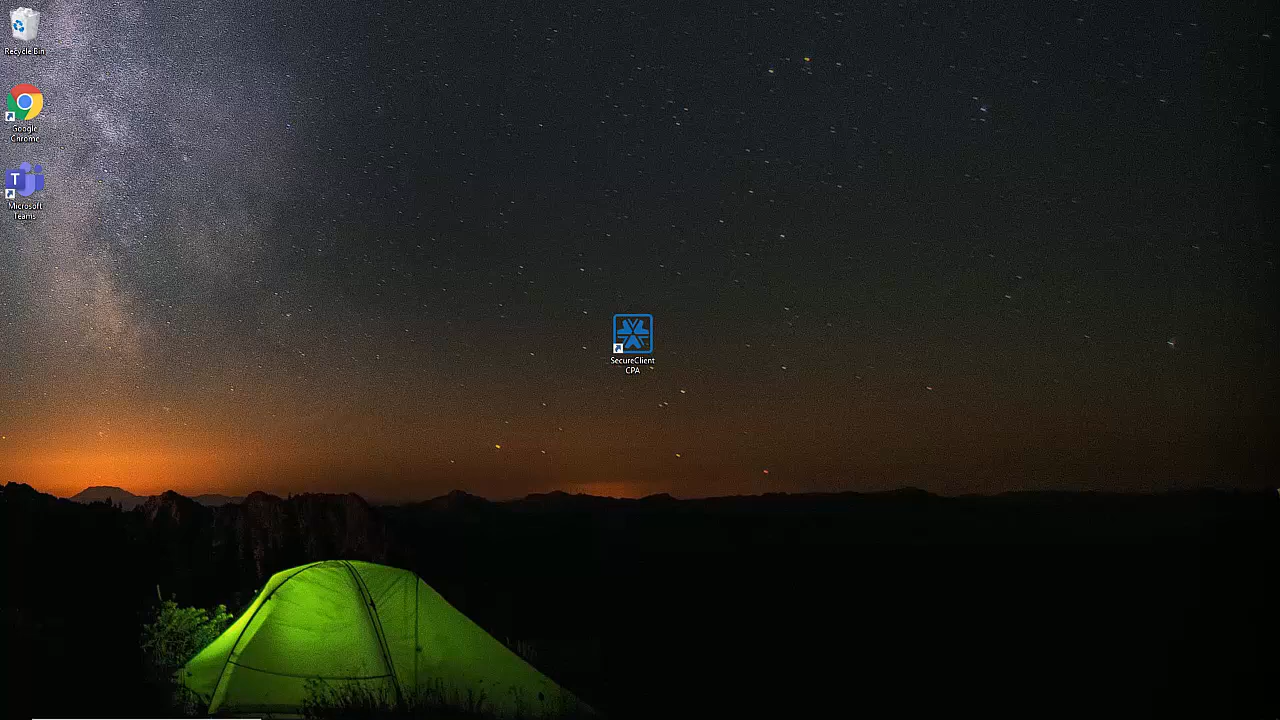 Recycle Bin
Google
Chrome
T
Microsoft
Teams
SecureClient
CPA